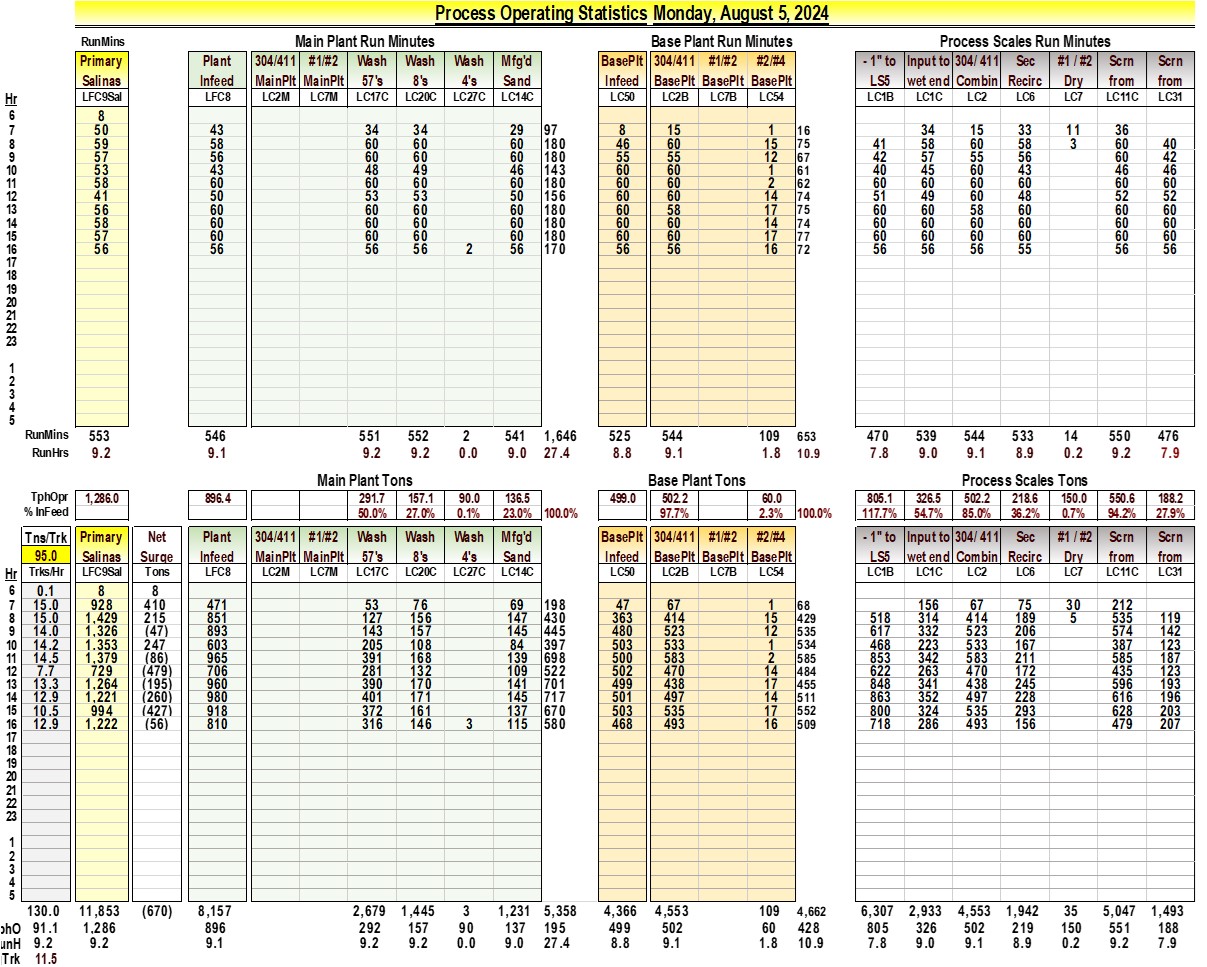 Process Operating Statistics Monday, August 5, 2024
RunMins Main Plant Run Minutes Base Plant Run Minutes Process Scales Run Minutes
Primary Plant 304/411 #1/#2 Wash Wash Wash Mfg'd BasePlt 304/411 #1/#2 #2/#4 - 1" to Input to 304/ 411 Sec #1 / #2 Scrn Scrn
Salinas Infeed MainPlt MainPlt 57's 8's 4's Sand Infeed BasePlt BasePlt BasePlt LS5 wet end Combin Recirc Dry from from
Hr LFC9Sal LFC8 LC2M LC7M LC17C LC20C LC27C LC14C LC50 LC2B LC7B LC54 LC1B LC1C LC2 LC6 LC7 LC11C LC31
6 8
7 50 43 34 34 29 97 8 15 1 16 34 15 33 11 36
8 59 58 60 60 60 180 46 60 15 75 41 58 60 58 3 60 40
9 57 56 60 60 60 180 55 55 12 67 42 57 55 56 60 42
10 53 43 48 49 46 143 60 60 1 61 40 45 60 43 46 46
11 58 60 60 60 60 180 60 60 2 62 60 60 60 60 60 60
12 41 50 53 53 50 156 60 60 14 74 51 49 60 48 52 52
13 56 60 60 60 60 180 60 58 17 75 60 60 58 60 60 60
14 58 60 60 60 60 180 60 60 14 74 60 60 60 60 60 60
15 57 60 60 60 60 180 60 60 17 77 60 60 60 60 60 60
16 56 56 56 56 2 56 170 56 56 16 72 56 56 56 55 56 56
17
18
19
20
21
22
23
1
2
3
4
5
RunMins 553 546 551 552 2 541 1,646 525 544 109 653 470 539 544 533 14 550 476
RunHrs 9.2 9.1 9.2 9.2 0.0 9.0 27.4 8.8 9.1 1.8 10.9 7.8 9.0 9.1 8.9 0.2 9.2 7.9
Main Plant Tons Base Plant Tons Process Scales Tons
TphOpr 1,286.0 896.4 291.7 157.1 90.0 136.5 499.0 502.2 60.0 805.1 326.5 502.2 218.6 150.0 550.6 188.2
% InFeed 50.0% 27.0% 0.1% 23.0% 100.0% 97.7% 2.3% 100.0% 117.7% 54.7% 85.0% 36.2% 0.7% 94.2% 27.9%
Tns/Trk Primary Net Plant 304/411 #1/#2 Wash Wash Wash Mfg'd BasePlt 304/411 #1/#2 #2/#4 - 1" to Input to 304/ 411 Sec #1 / #2 Scrn Scrn
95.0 Salinas Surge Infeed MainPlt MainPlt 57's 8's 4's Sand Infeed BasePlt BasePlt BasePlt LS5 wet end Combin Recirc Dry from from
Hr Trks/Hr LFC9Sal Tons LFC8 LC2M LC7M LC17C LC20C LC27C LC14C LC50 LC2B LC7B LC54 LC1B LC1C LC2 LC6 LC7 LC11C LC31
6 0.1 8 8
7 15.0 928 410 471 53 76 69 198 47 67 1 68 156 67 75 30 212
8 15.0 1,429 215 851 127 156 147 430 363 414 15 429 518 314 414 189 5 535 119
9 14.0 1,326 (47) 893 143 157 145 445 480 523 12 535 617 332 523 206 574 142
10 14.2 1,353 247 603 205 108 84 397 503 533 1 534 468 223 533 167 387 123
11 14.5 1,379 (86) 965 391 168 139 698 500 583 2 585 853 342 583 211 585 187
12 7.7 729 (479) 706 281 132 109 522 502 470 14 484 622 263 470 172 435 123
13 13.3 1,264 (195) 960 390 170 141 701 499 438 17 455 848 341 438 245 596 193
14 12.9 1,221 (260) 980 401 171 145 717 501 497 14 511 863 352 497 228 616 196
15 10.5 994 (427) 918 372 161 137 670 503 535 17 552 800 324 535 293 628 203
16 12.9 1,222 (56) 810 316 146 3 115 580 468 493 16 509 718 286 493 156 479 207
17
18
19
20
21
22
23
1
2
3
4
5
130.0 11,853 (670) 8,157 2,679 1,445 3 1,231 5,358 4,366 4,553 109 4,662 6,307 2,933 4,553 1,942 35 5,047 1,493
phO 91.1 1,286 896 292 157 90 137 195 499 502 60 428 805 326 502 219 150 551 188
unH 9.2 9.2 9.1 9.2 9.2 0.0 9.0 27.4 8.8 9.1 1.8 10.9 7.8 9.0 9.1 8.9 0.2 9.2 7.9
Trk 11.5